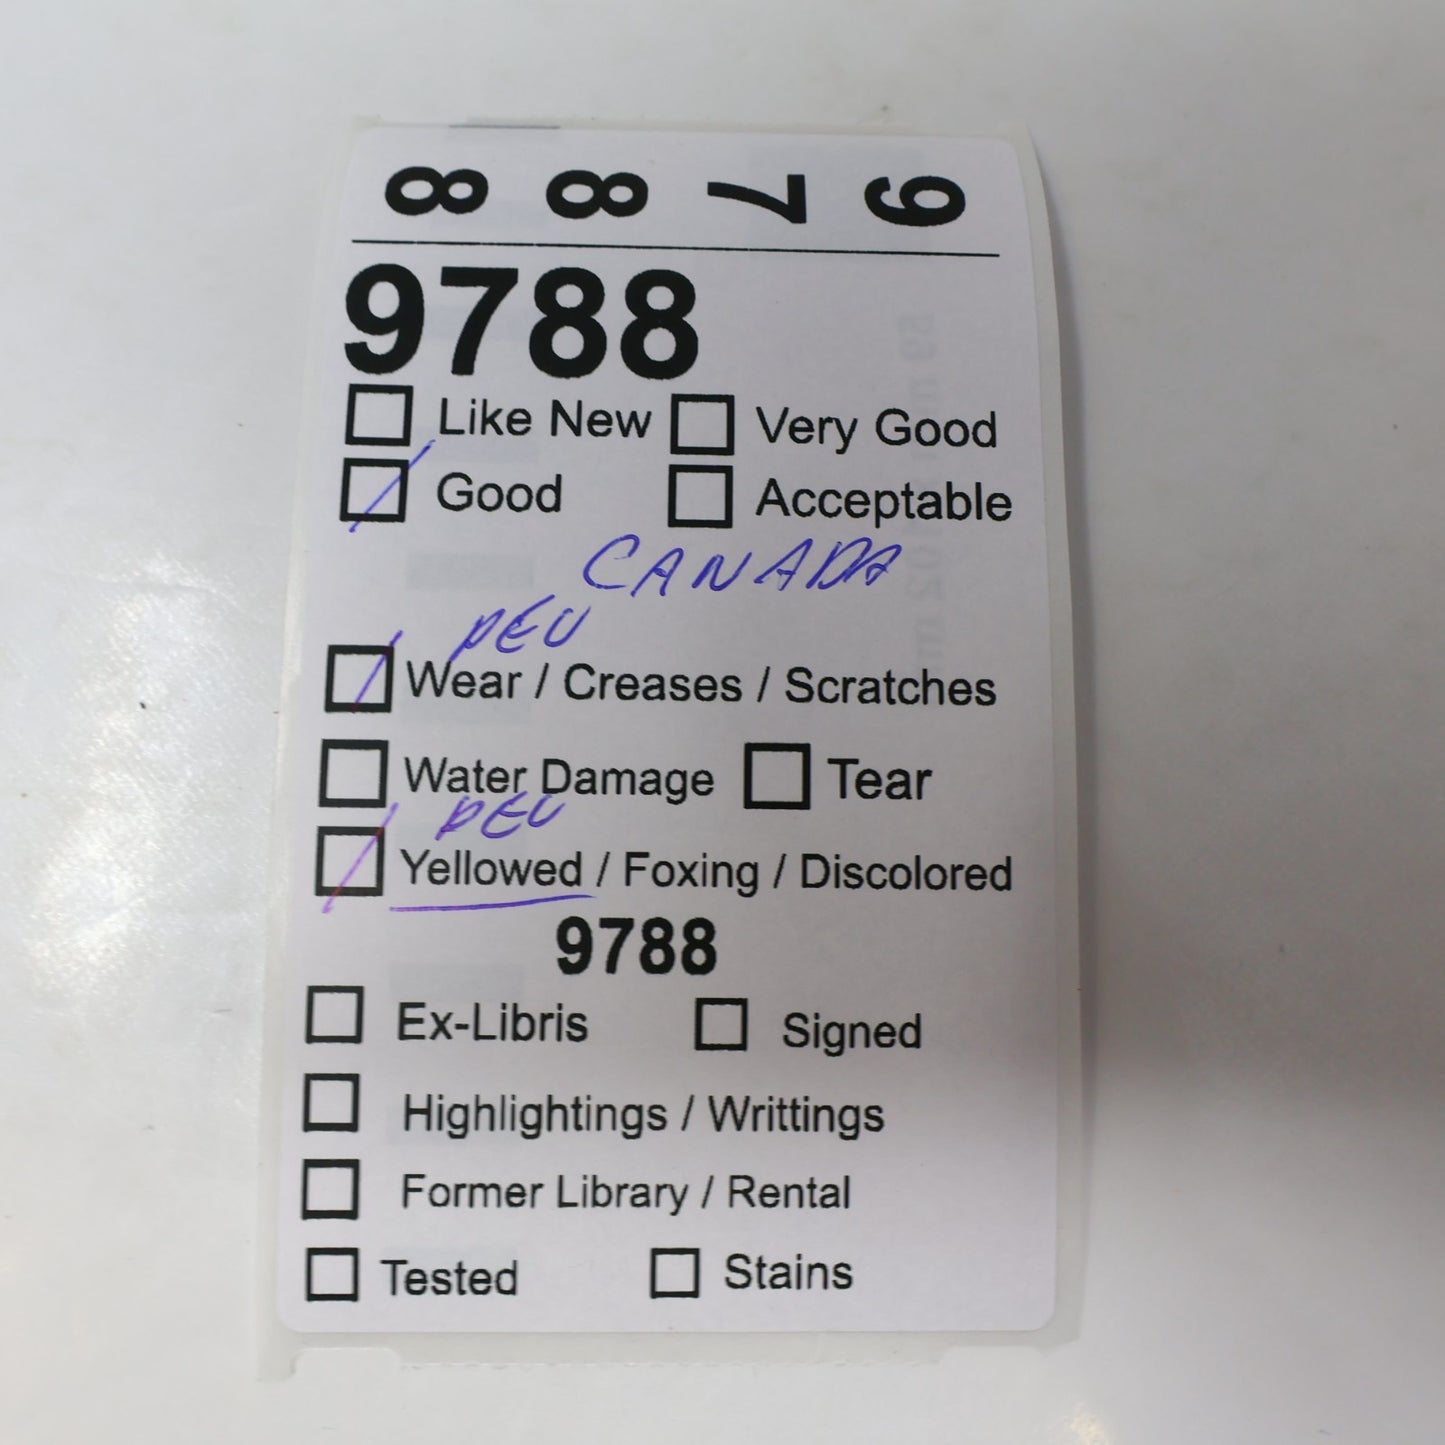 9788
9788
Like New Very Good
Good Acceptable
CANADA
PEU
Wear / Creases / Scratches
Water Damage Tear
PEU
Yellowed / Foxing / Discolored
9788
Ex-Libris Signed
Highlightings / Writtings
Former Library / Rental
Tested Stains